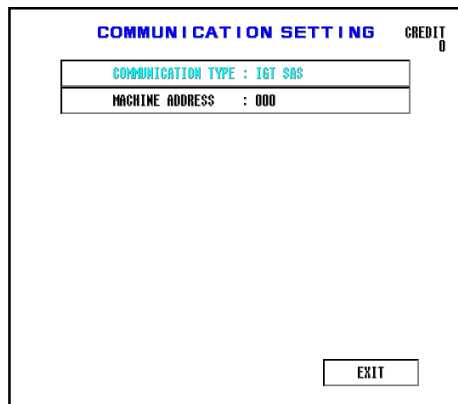 COMMUNICATION SETTING
CREDIT
0
COMMUNICATION TYPE : IGT SAS
MACHINE ADDRESS : 000
EXIT